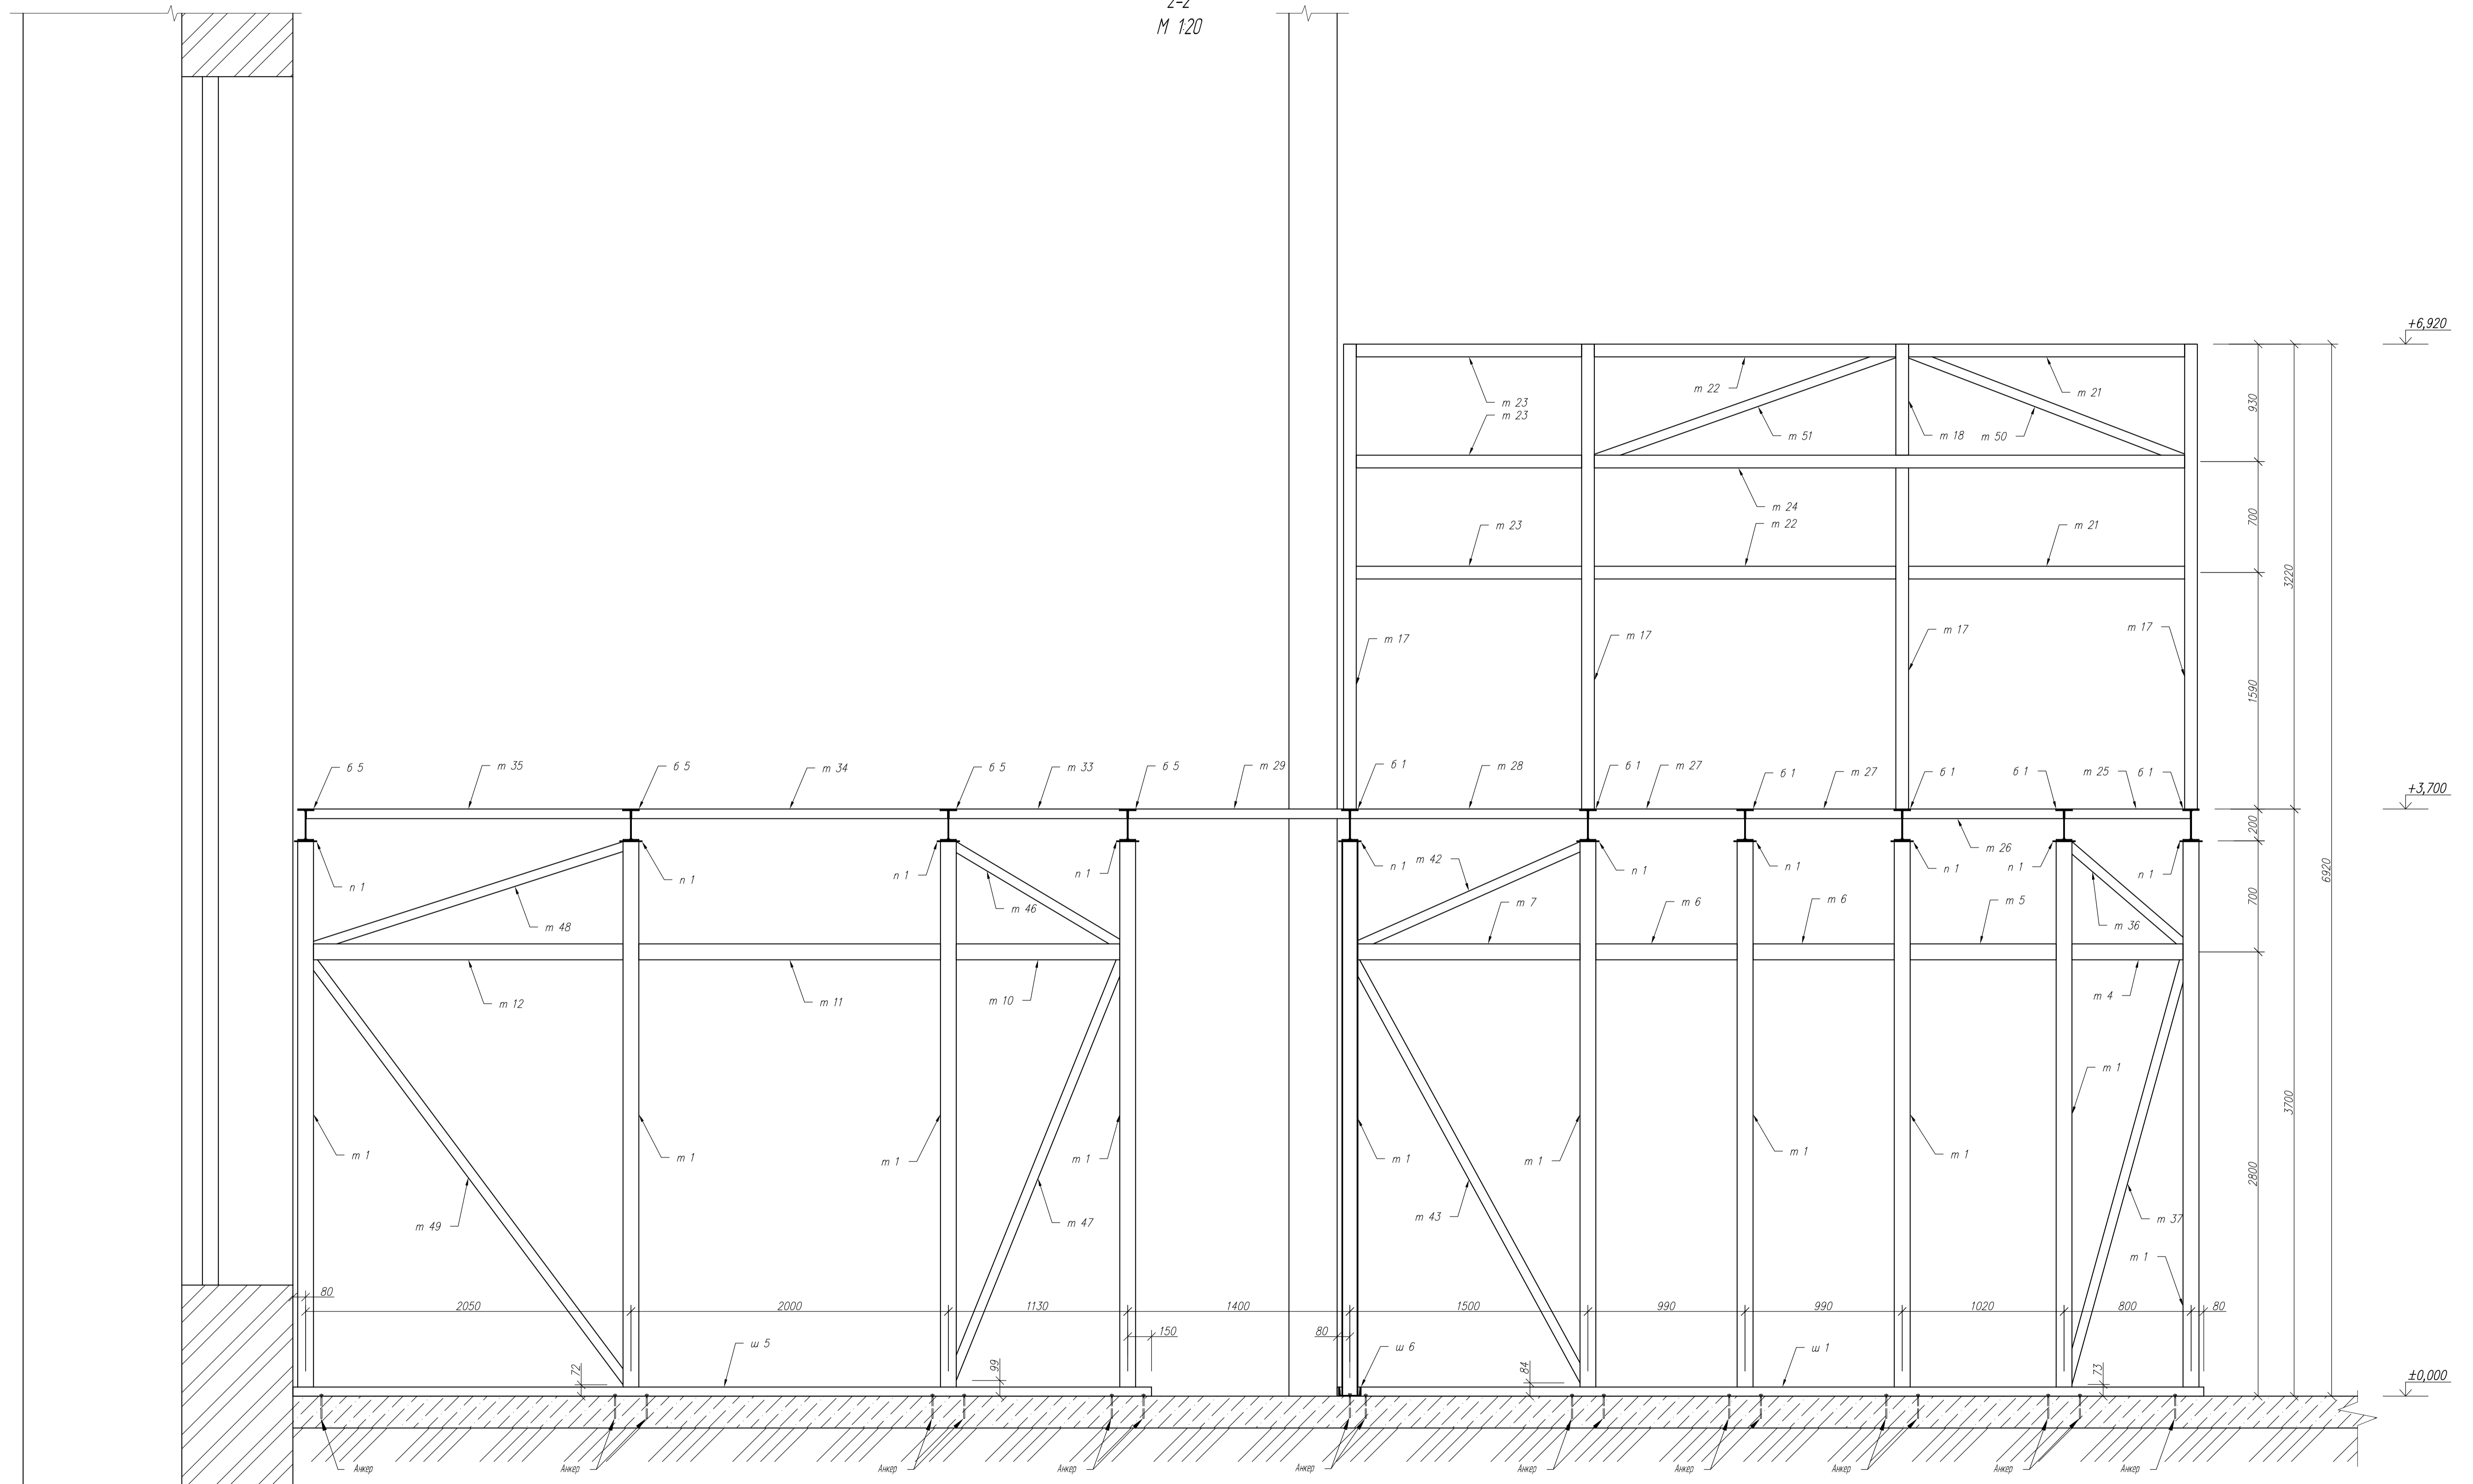 2-2
М 1:20
+6,920
т 23
т 23
т 22
т 21
т 51
т 18
т 50
930
т 24
т 23
т 22
т 21
700
3220
т 17
т 17
т 17
т 17
1590
б 5
т 35
б 5
т 34
б 5
т 33
б 5
т 29
б 1
т 28
б 1
т 27
б 1
т 27
б 1
б 1
т 25
б 1
+3,700
200
т 26
6920
п 1
п 1
п 1
п 1
п 1
т 42
п 1
п 1
п 1
п 1
п 1
700
т 48
т 46
т 7
т 6
т 6
т 5
т 36
т 12
т 11
т 10
т 4
т 1
т 1
т 1
т 1
т 1
т 1
т 1
т 1
т 1
т 1
3700
2800
т 49
т 47
т 43
т 37
80
2050
2000
1130
1400
1500
990
990
1020
800
80
150
80
ш 5
ш 6
ш 1
72
99
84
73
±0,000
Анкер
Анкер
Анкер
Анкер
Анкер
Анкер
Анкер
Анкер
Анкер
Анкер